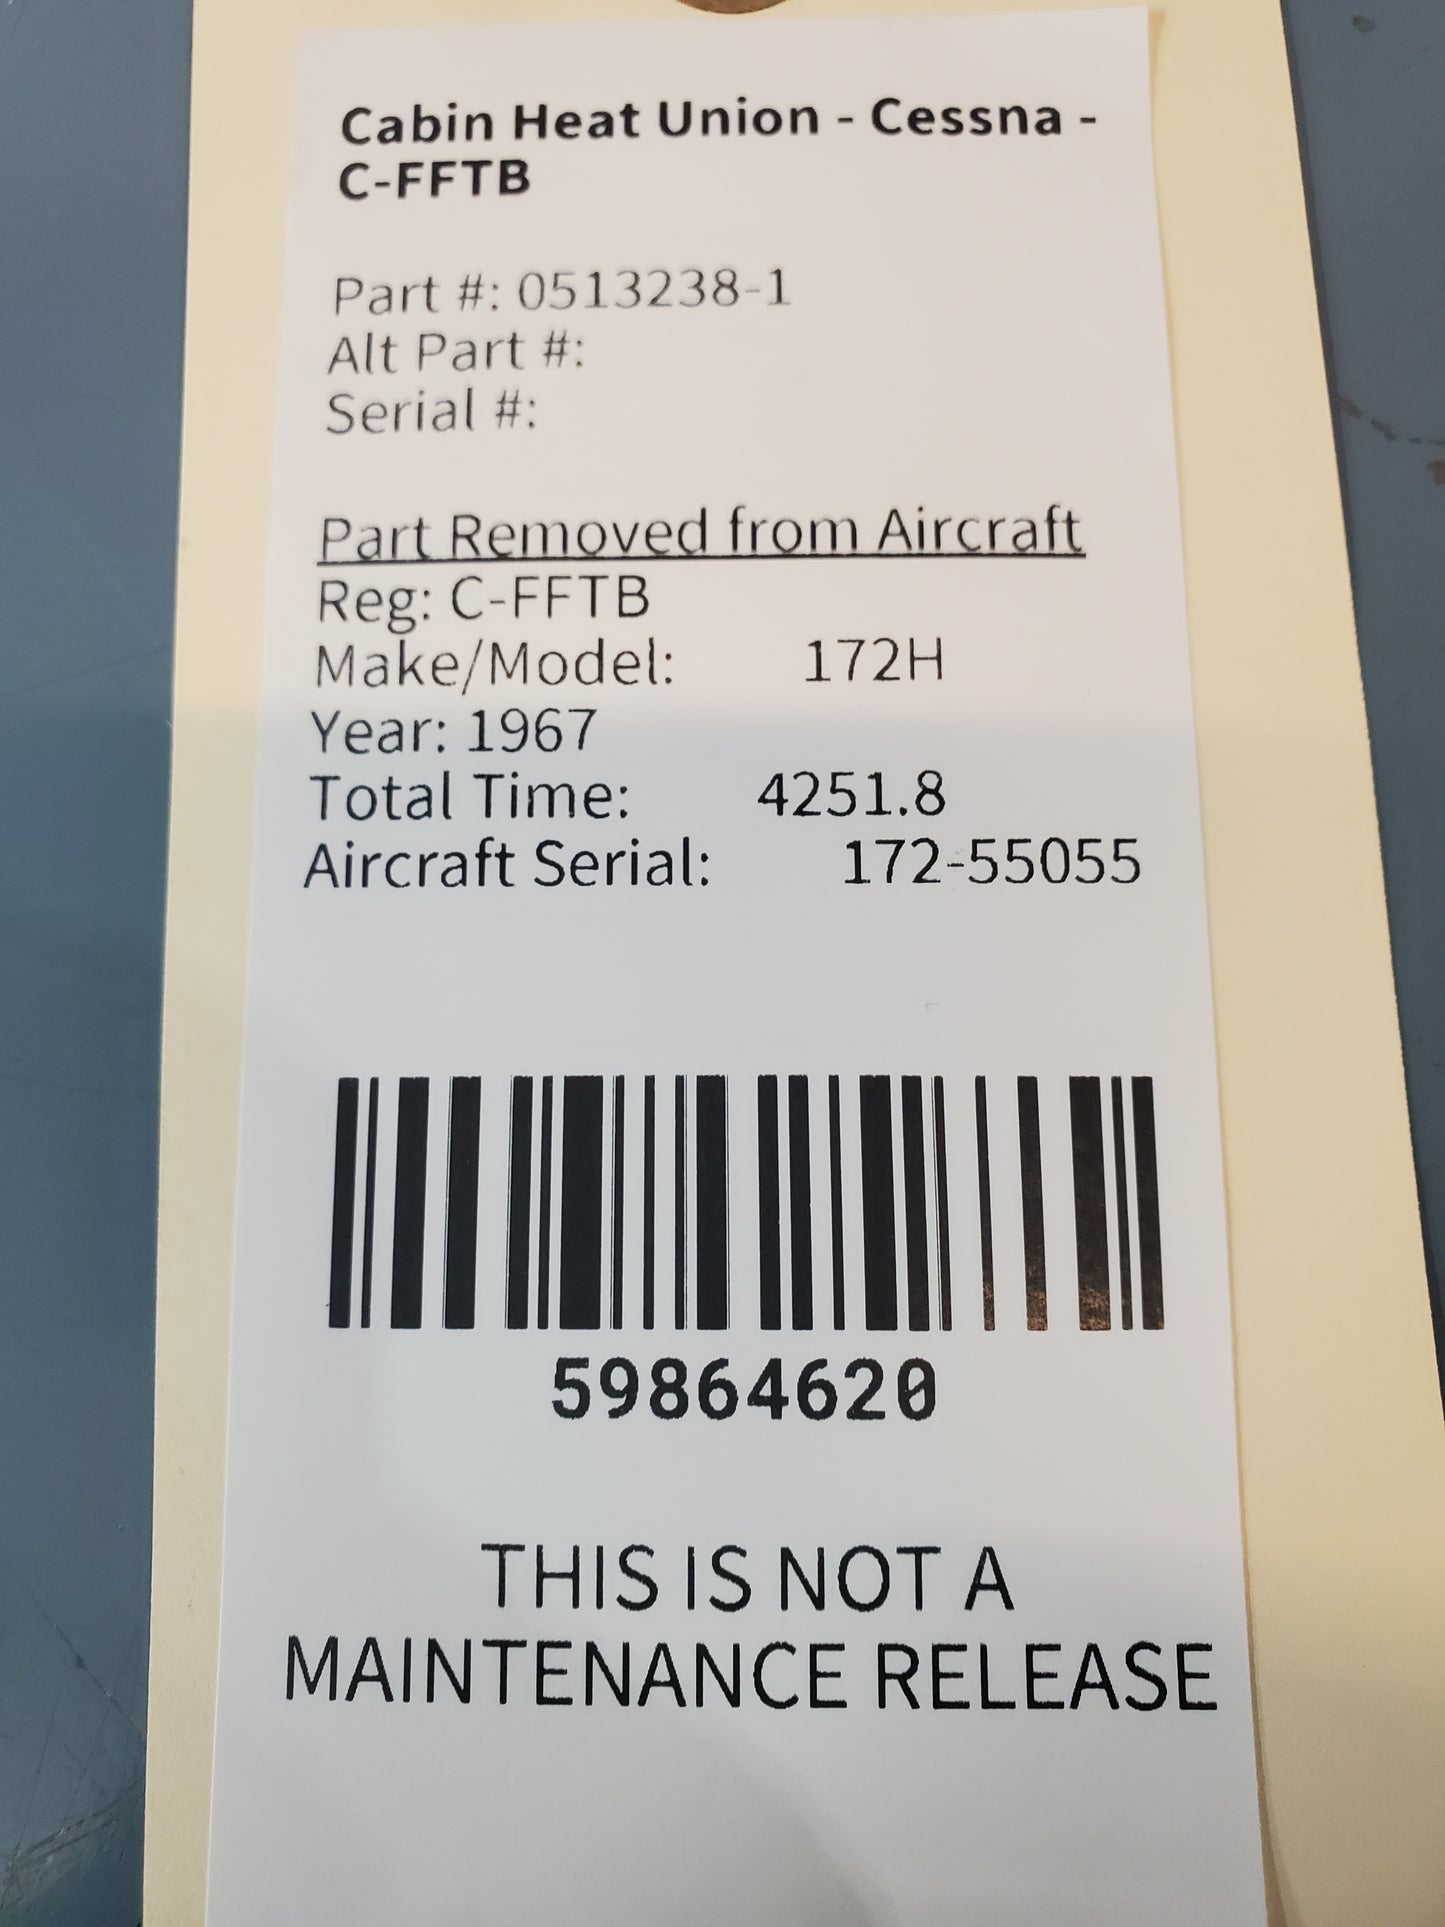 Cabin Heat Union - Cessna -
C-FFTB
Part #: 0513238-1
Alt Part #:
Serial #:
Part Removed from Aircraft
Reg: C-FFTB
Make/Model: 172H
Year: 1967
Total Time: 4251.8
Aircraft Serial: 172-55055
59864620
THIS IS NOT A
MAINTENANCE RELEASE